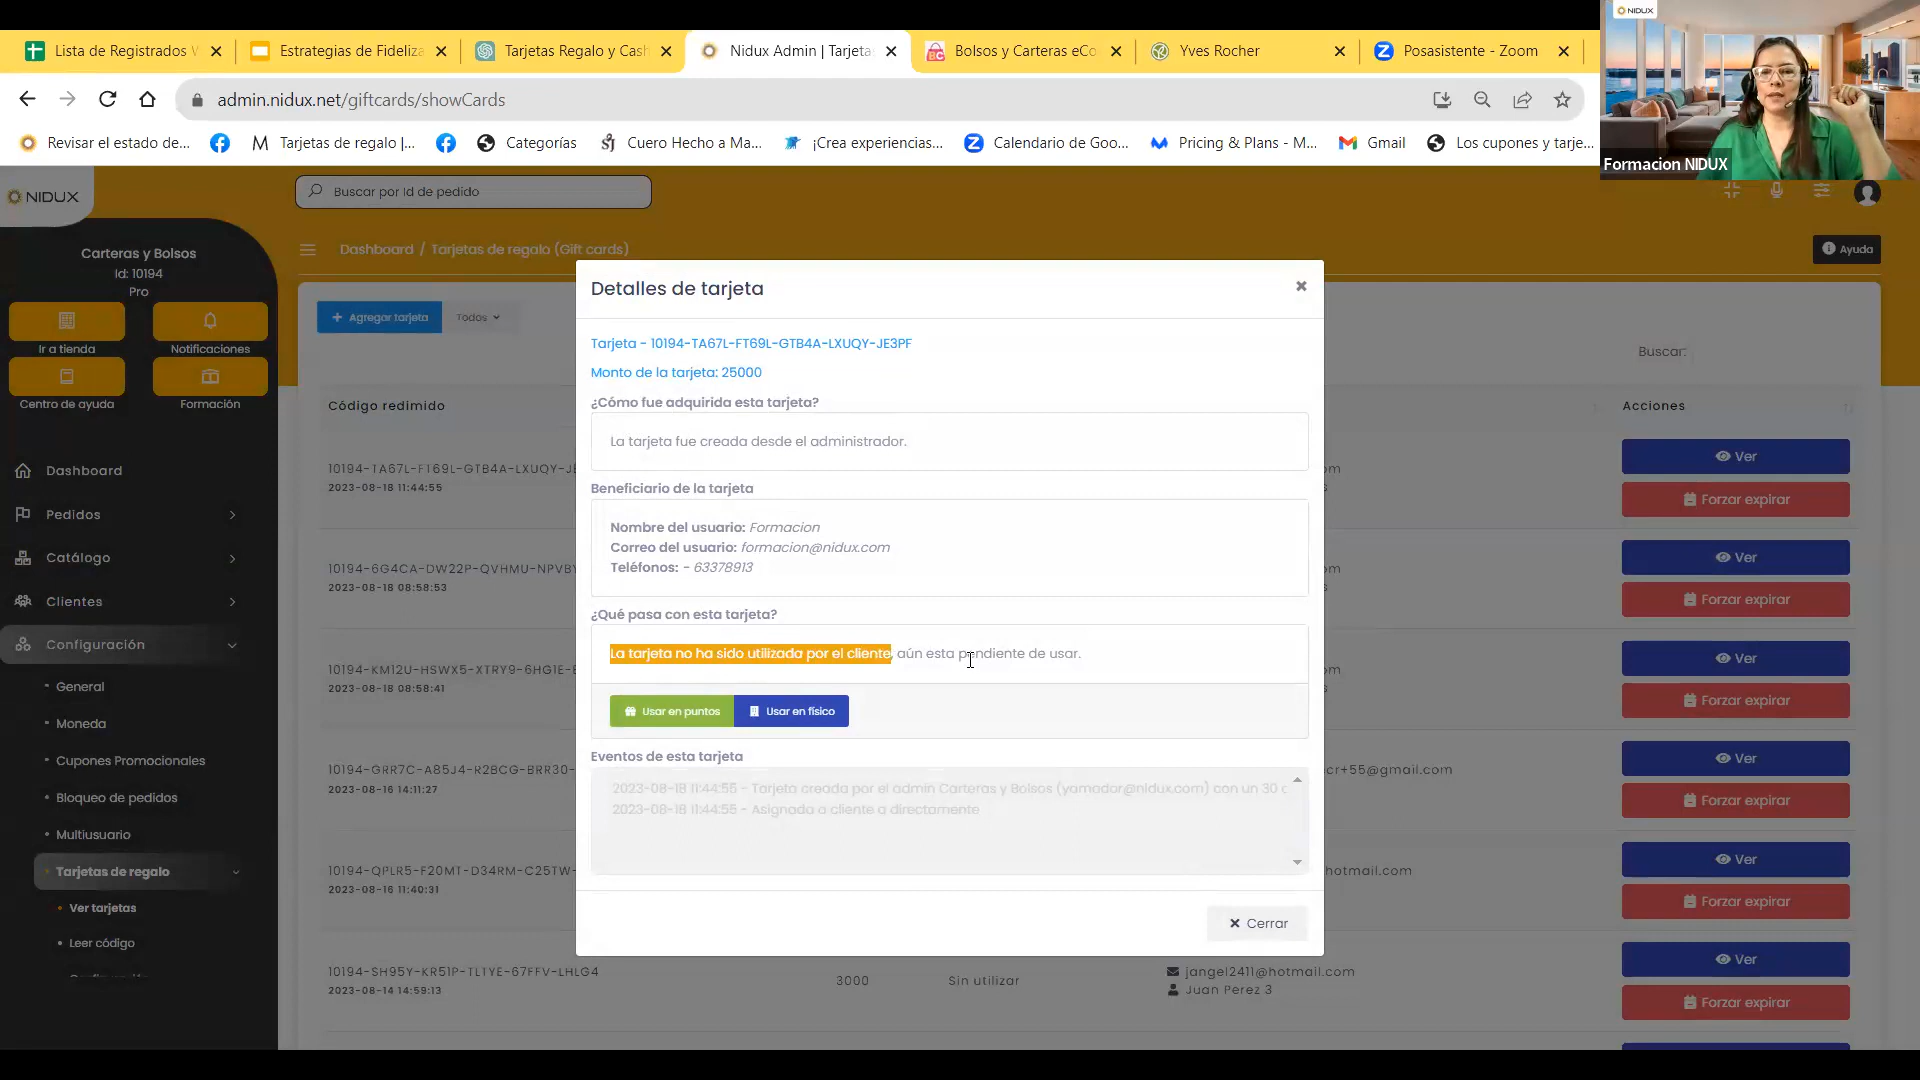 Lista de Registrados
Estrategias de Fideliza
Tarjetas Regalo y Cash
Nidux Admin | Tarjeta
Bolsos y Carteras eCo
Yves Rocher
Posasistente - Zoom
NIDUX
admin.nidux.net/giftcards/showCards
Revisar el estado de...
Tarjetas de regalo |...
Categorías
Cuero Hecho a Ma...
¡Crea experiencias...
Calendario de Goo...
Pricing & Plans - M...
Gmail
Los cupones y tarje...
Formacion NIDUX
NIDUX
Buscar por Id de pedido
Dashboard / Tarjetas de regalo (Gift cards)
Ayuda
Carteras y Bolsos
Id: 10194
Pro
Ir a tienda
Notificaciones
Centro de ayuda
Formación
Dashboard
Pedidos
Catálogo
Clientes
Configuración
General
Moneda
Cupones Promocionales
Bloqueo de pedidos
Multiusuario
Tarjetas de regalo
Ver tarjetas
Leer código
+ Agregar tarjeta
Todos
Buscar:
Código redimido
Acciones
10194-TA67L-FT69L-GTB4A-LXUQY-JE
2023-08-18 11:44:55
Ver
Forzar expirar
10194-6G4CA-DW22P-QVHMU-NPVBY
2023-08-18 08:58:53
Ver
Forzar expirar
10194-KM12U-HSWX5-XTRY9-6HG1E-
2023-08-18 08:58:41
Ver
Forzar expirar
10194-GRR7C-A85J4-R2BCG-BRR30-
2023-08-16 14:11:27
cr+55@gmail.com
Ver
Forzar expirar
10194-QPLR5-F20MT-D34RM-C25TW-
2023-08-16 11:40:31
hotmail.com
Ver
Forzar expirar
10194-SH95Y-KR51P-TLTYE-67FFV-LHLG4
2023-08-14 14:59:13
3000
Sin utilizar
jangel2411@hotmail.com
Juan Perez 3
Ver
Forzar expirar
Detalles de tarjeta
Tarjeta - 10194-TA67L-FT69L-GTB4A-LXUQY-JE3PF
Monto de la tarjeta: 25000
¿Cómo fue adquirida esta tarjeta?
La tarjeta fue creada desde el administrador.
Beneficiario de la tarjeta
Nombre del usuario: Formacion
Correo del usuario: formacion@nidux.com
Teléfonos: - 63378913
¿Qué pasa con esta tarjeta?
La tarjeta no ha sido utilizada por el cliente, aún esta pendiente de usar.
Usar en puntos
Usar en físico
Eventos de esta tarjeta
2023-08-18 11:44:55 - Tarjeta creada por el admin Carteras y Bolsos (yamador@nidux.com) con un 30 c
2023-08-18 11:44:55 - Asignada a cliente a directamente
Cerrar